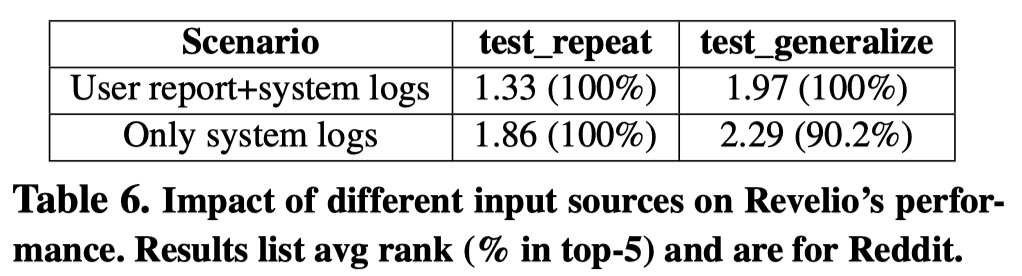 Scenario test_repeat test_generalize
User report+system logs 1.33 (100%) 1.97 (100%)
Only system logs 1.86 (100%) 2.29 (90.2%)
Table 6. Impact of different input sources on Revelio's perfor-
mance. Results list avg rank (% in top-5) and are for Reddit.